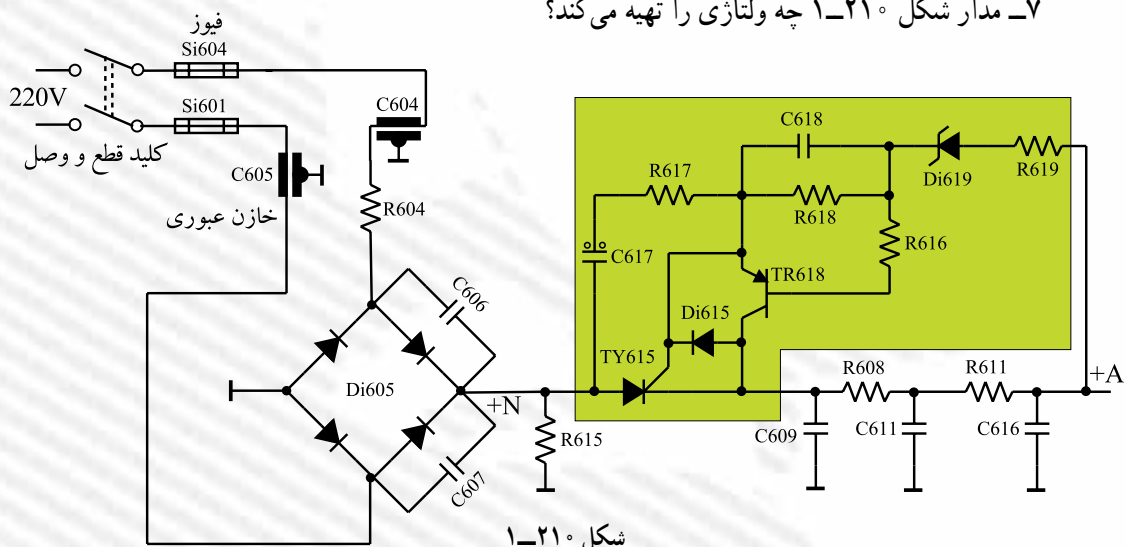 ۷ــ مدار شکل ۲۱۰ــ۱ چه ولتاژی را تهیه می‌کند؟
فیوز
Si604
220V
Si601
کلید قطع و وصل
C604
C605
خازن عبوری
R604
C606
Di605
C607
+N
R615
C618
R617
R618
Di619
R619
C617
R616
TR618
Di615
TY615
R608
R611
+A
C609
C611
C616
شکل ۲۱۰ــ۱